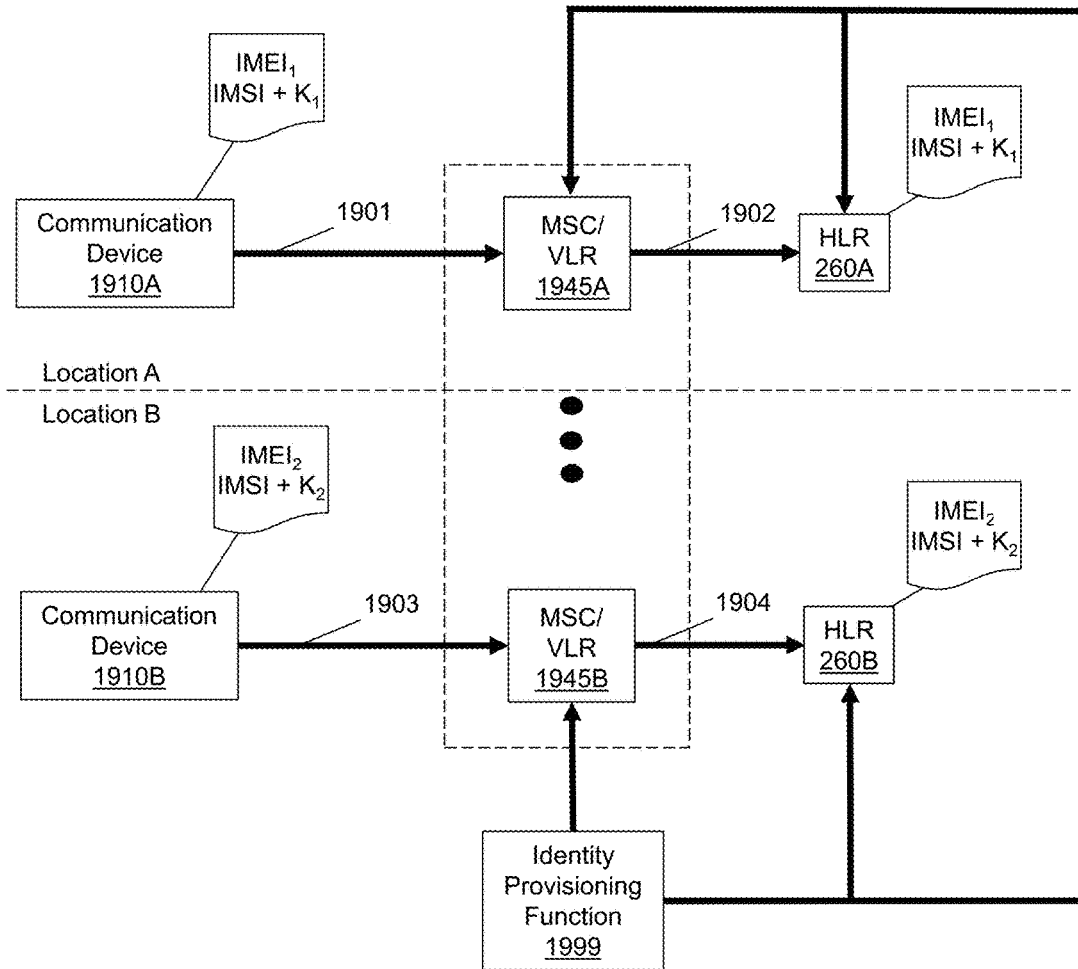 IMEI₁
IMSI + K₁
IMEI₁
IMSI + K₁
Communication
Device
1910A
1901
MSC/
VLR
1945A
1902
HLR
260A
Location A
Location B
IMEI₂
IMSI + K₂
IMEI₂
IMSI + K₂
Communication
Device
1910B
1903
MSC/
VLR
1945B
1904
HLR
260B
Identity
Provisioning
Function
1999